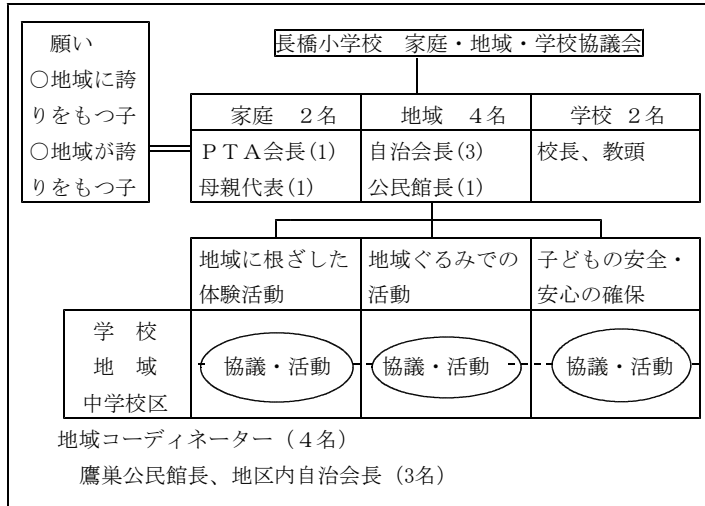 長橋小学校　家庭・地域・学校協議会
願い
○地域に誇
りをもつ子
○地域が誇
りをもつ子
家庭　２名
ＰＴＡ会長(1)
母親代表(1)
地域　４名
自治会長(3)
公民館長(1)
学校 ２名
校長、教頭
地域に根ざした
体験活動
地域ぐるみでの
活動
子どもの安全・
安心の確保
学　校
地　域
中学校区
協議・活動
協議・活動
協議・活動
地域コーディネーター（４名）
鷹巣公民館長、地区内自治会長（3名）